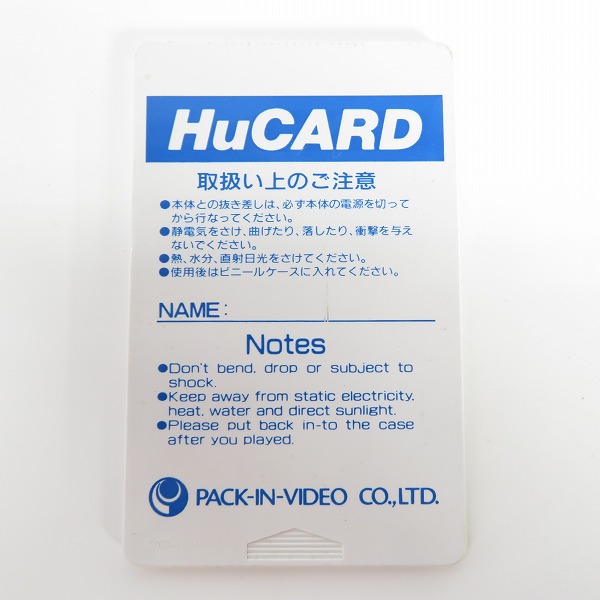 HuCARD
取扱い上のご注意
●本体との抜き差しは、必ず本体の電源を切って
から行なってください。
●静電気をさけ、曲げたり、落したり、衝撃を与え
ないでください。
●熱、水分、直射日光をさけてください。
●使用後はビニールケースに入れてください。
NAME:
Notes
●Don't bend, drop or subject to
shock.
●Keep away from static electricity,
heat, water and direct sunlight.
●Please put back in-to the case
after you played.
PACK-IN-VIDEO CO.,LTD.